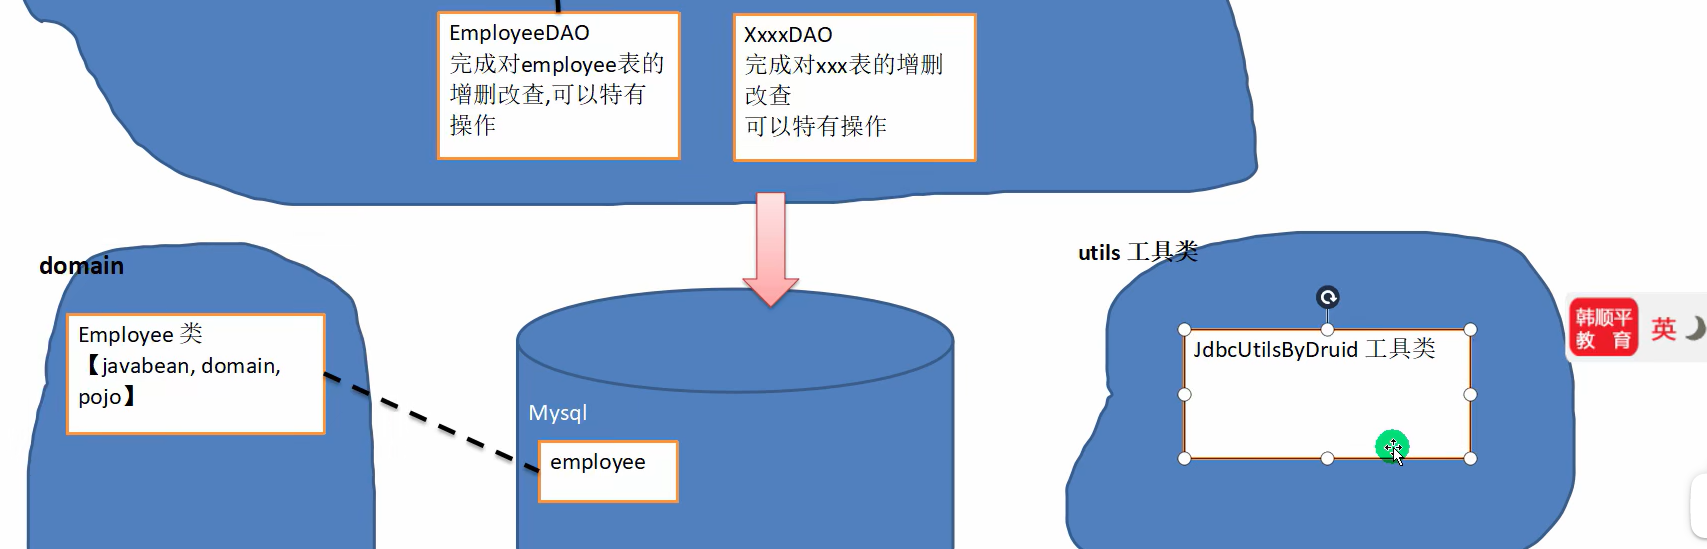 EmployeeDAO
完成对employee表的
增删改查,可以特有
操作
XxxxDAO
完成对xxx表的增删
改查
可以特有操作
domain
utils 工具类
Employee 类
【javabean, domain,
pojo】
JdbcUtilsByDruid 工具类
韩顺平
教 育
英
Mysql
employee